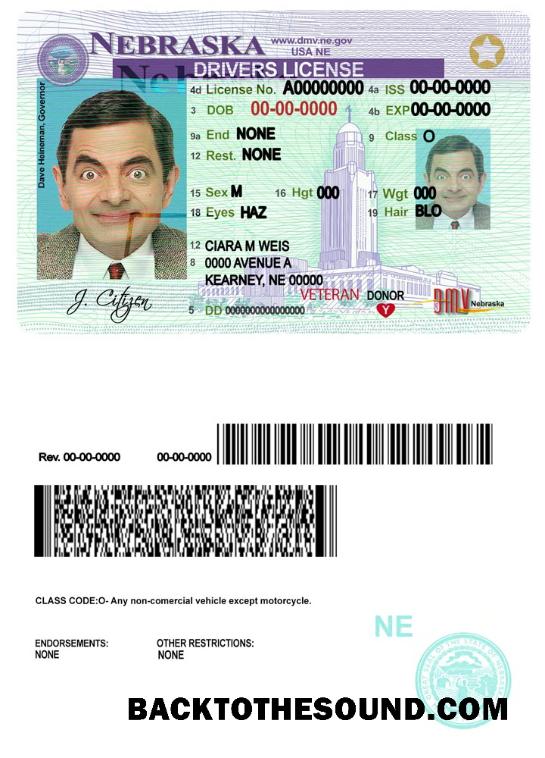 NEBRASKA www.dmv.ne.gov
USA NE
DRIVERS LICENSE
Dave Heineman, Governor
4d License No. A00000000 4a ISS 00-00-0000
3 DOB 00-00-0000 4b EXP 00-00-0000
9a End NONE 9 Class O
12 Rest. NONE
15 Sex M 16 Hgt 000 17 Wgt 000
18 Eyes HAZ 19 Hair BLO
12 CIARA M WEIS
8 0000 AVENUE A
KEARNEY, NE 00000
VETERAN DONOR
J. Citizen
5 DD 0000000000000000 Y DMV Nebraska
Rev. 00-00-0000 00-00-0000
CLASS CODE:O- Any non-comercial vehicle except motorcycle.
NE
ENDORSEMENTS: OTHER RESTRICTIONS:
NONE NONE
BACKTOTHESOUND.COM